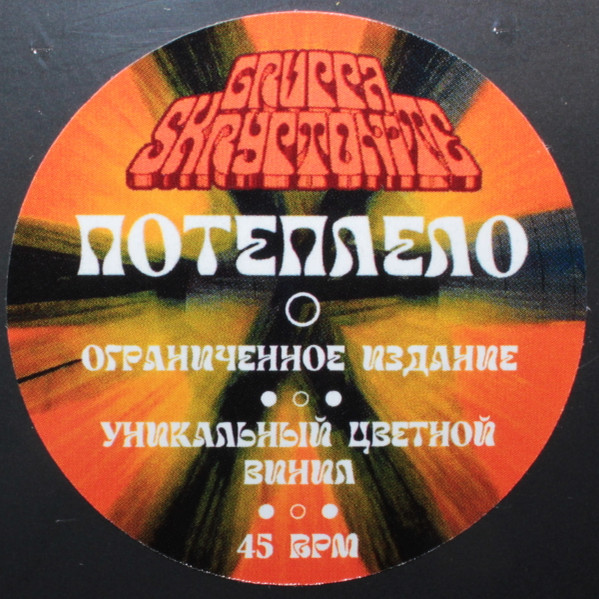 GRUPPA
SKRYPTONITE
ПОТЕПЛЕЛО
ОГРАНИЧЕННОЕ ИЗДАНИЕ
УНИКАЛЬНЫЙ ЦВЕТНОЙ
ВИНИЛ
45 RPM